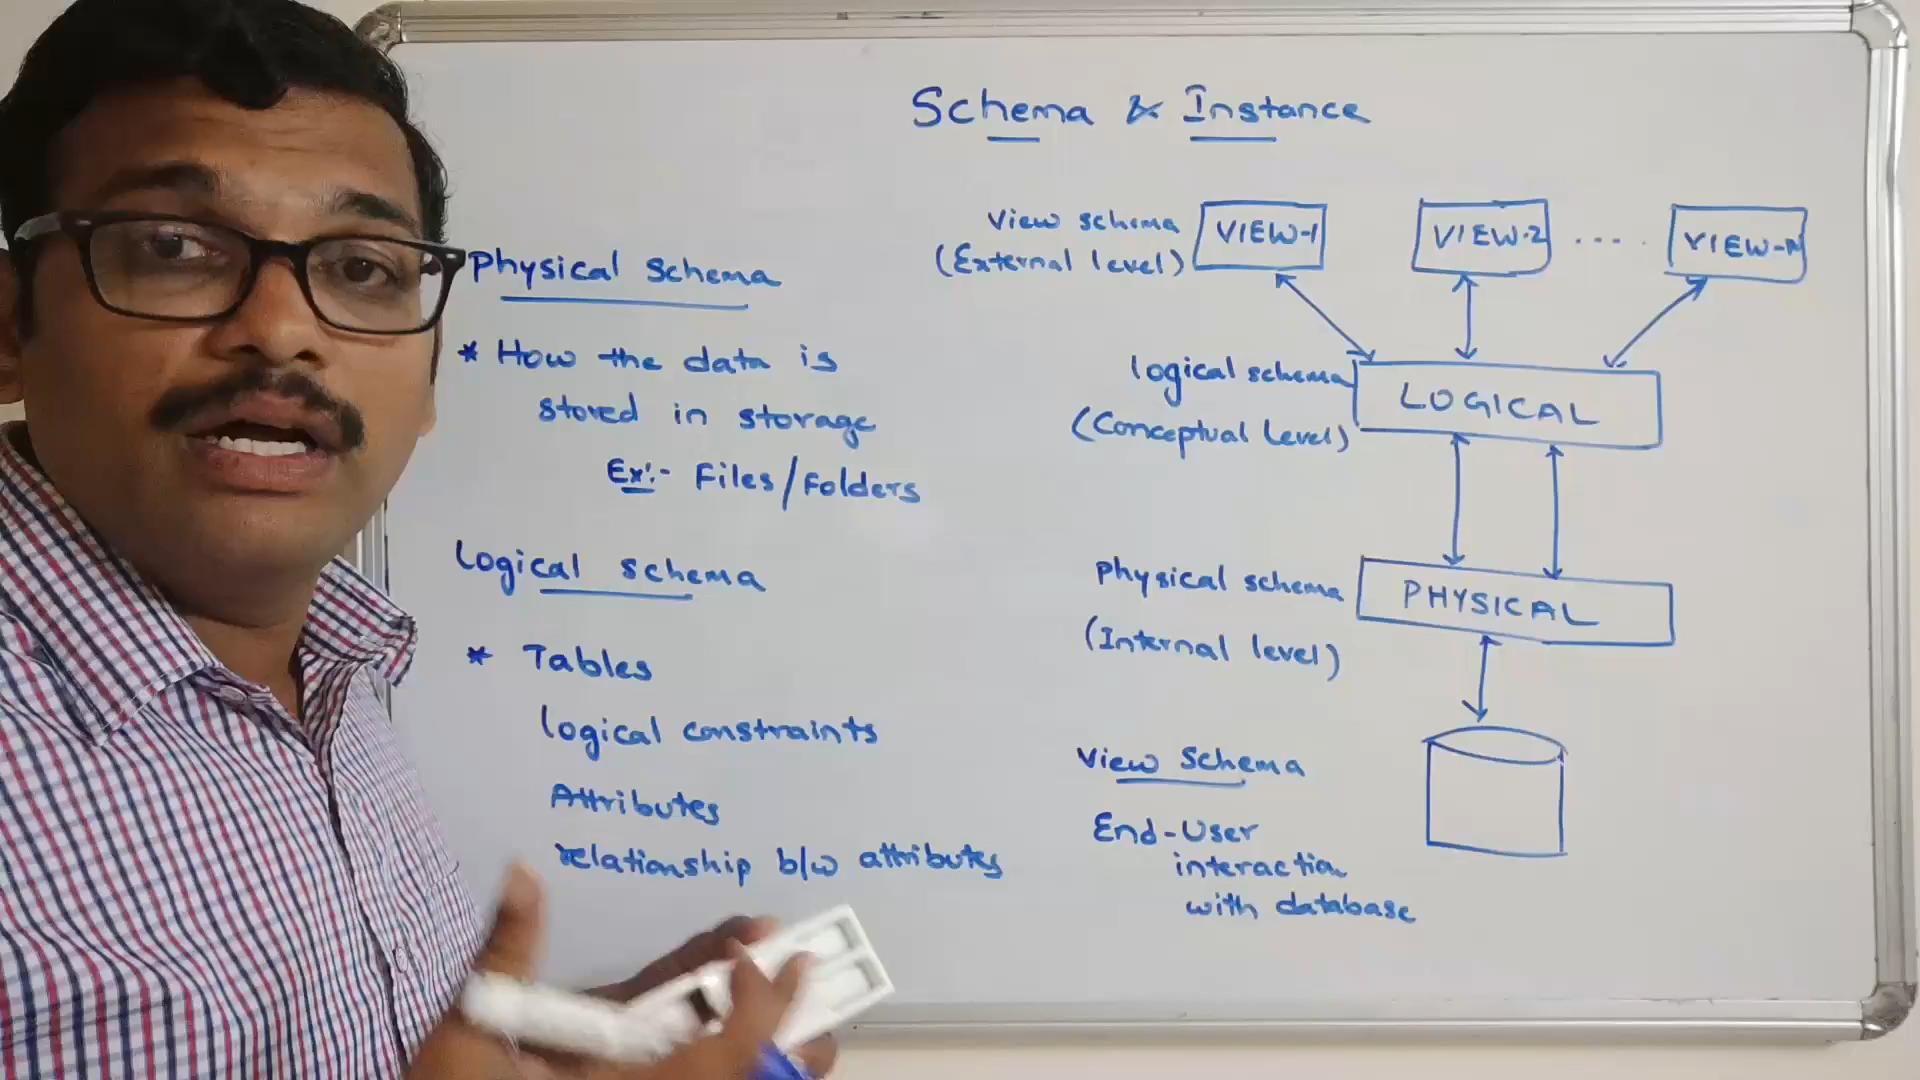 Schema & Instance
Physical schema
* How the data is
stored in storage
Ex:- Files/Folders
Logical schema
* Tables
logical constraints
Attributes
relationship b/w attributes
View schema
(External level)
VIEW-1
VIEW-2
....
VIEW-N
logical schema
(Conceptual Level)
LOGICAL
Physical schema
(Internal level)
PHYSICAL
View Schema
End-User
interaction
with database